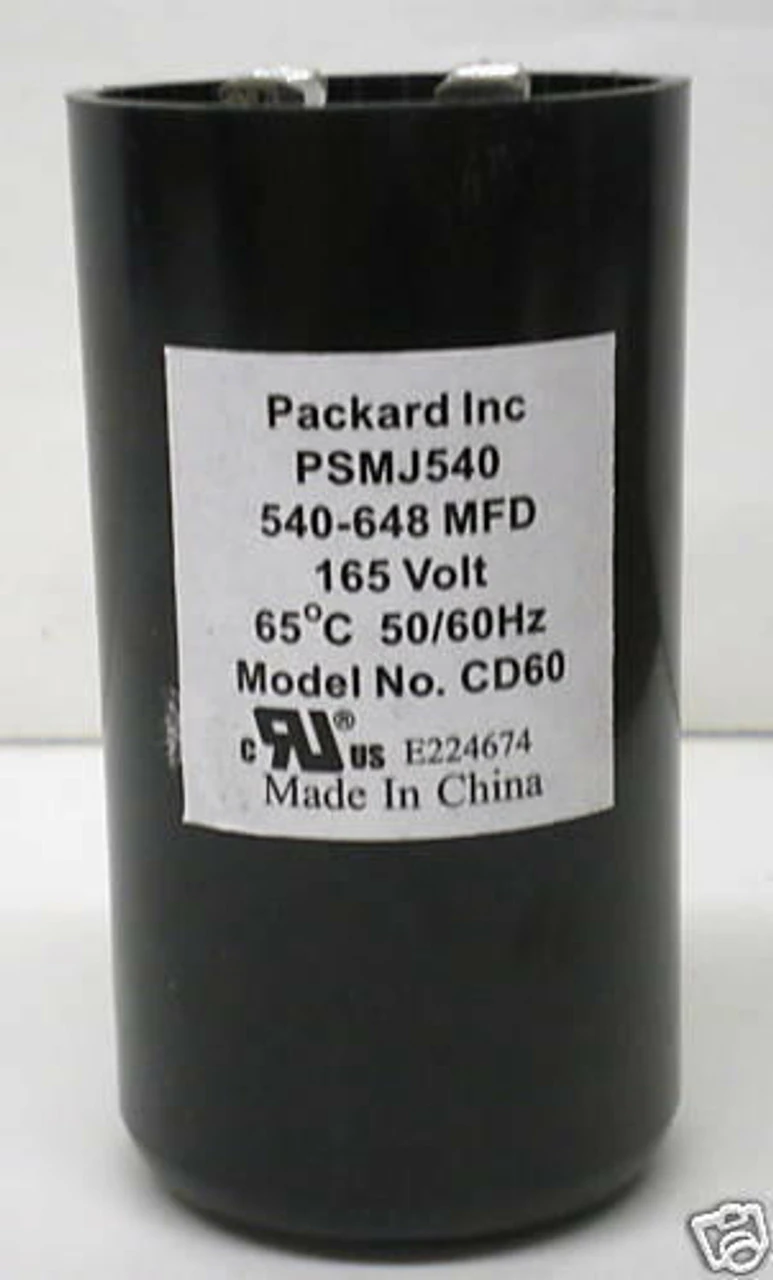 Packard Inc
PSMJ540
540-648 MFD
165 Volt
65°C 50/60Hz
Model No. CD60
c RU® US E224674
Made In China